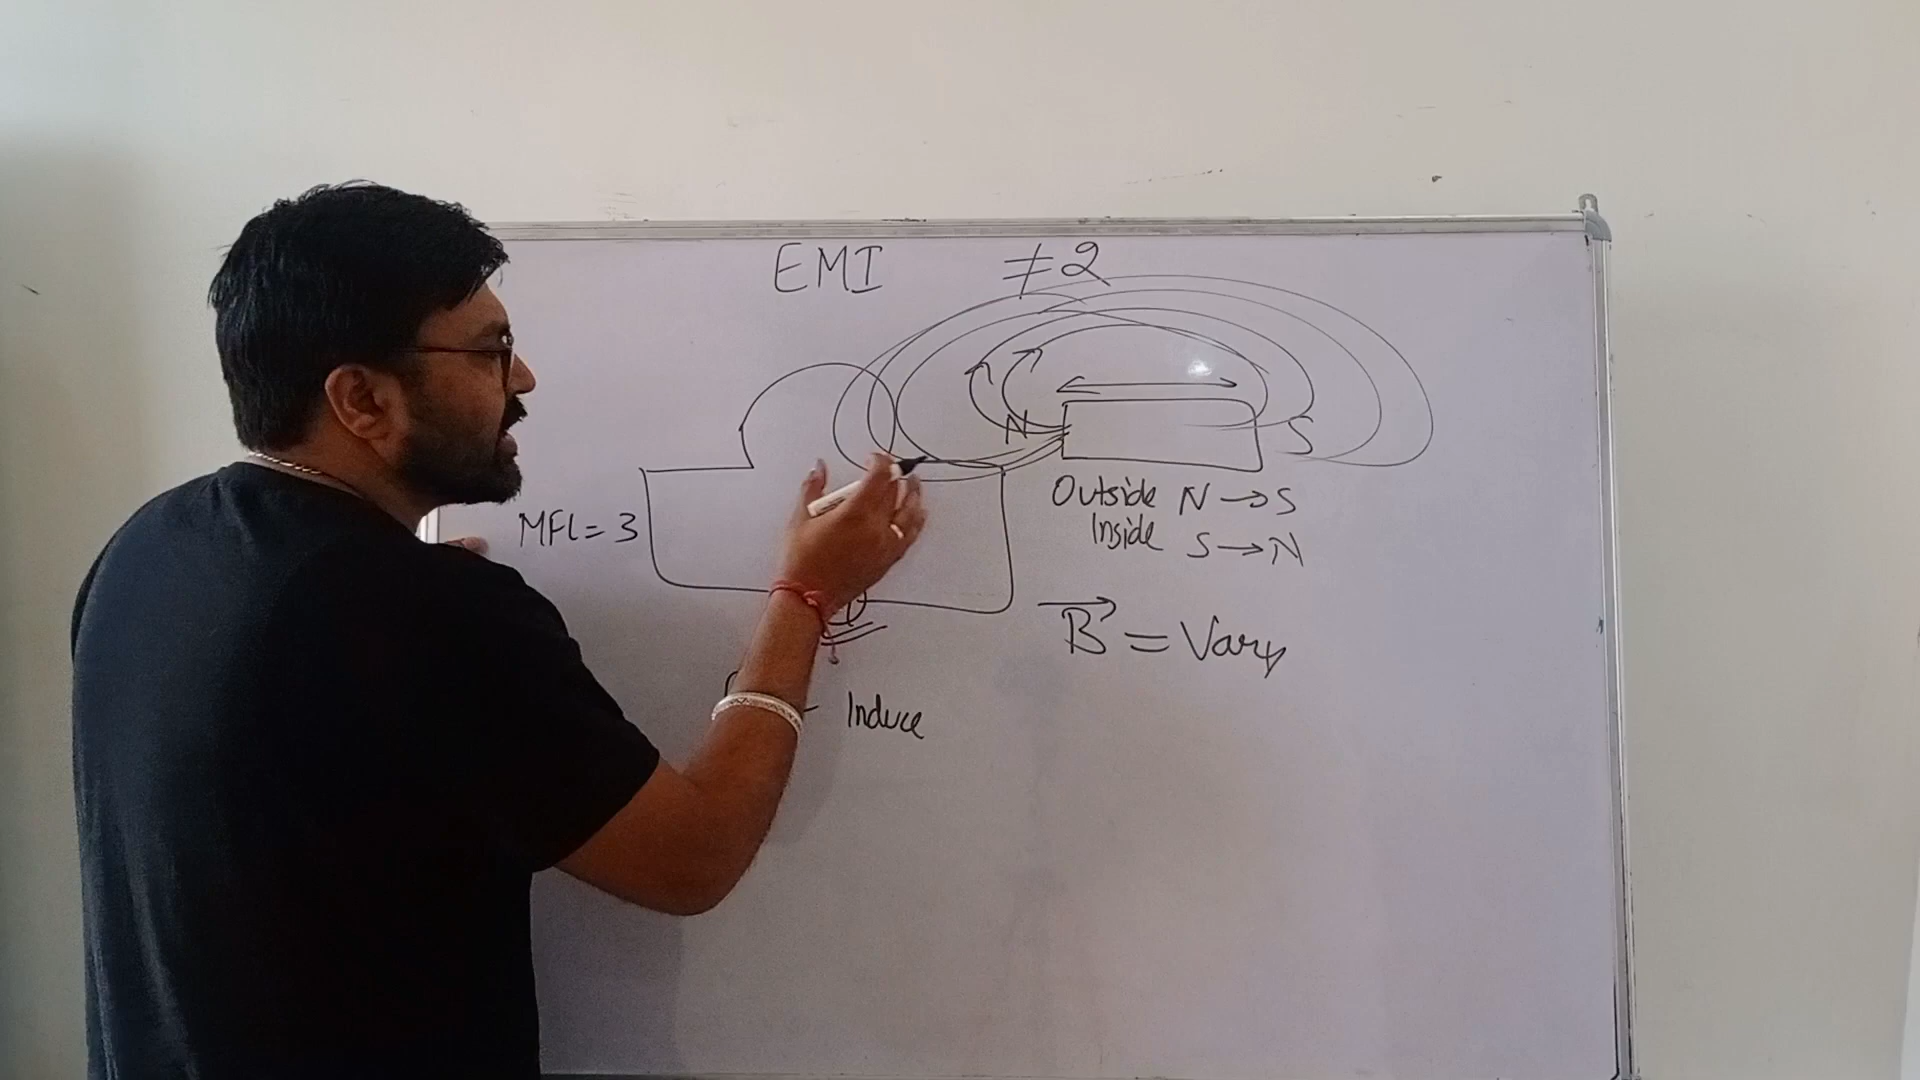 EMI #2
N S
MFL = 3
Outside N → S
Inside S → N
B⃗ = Vary
Induce